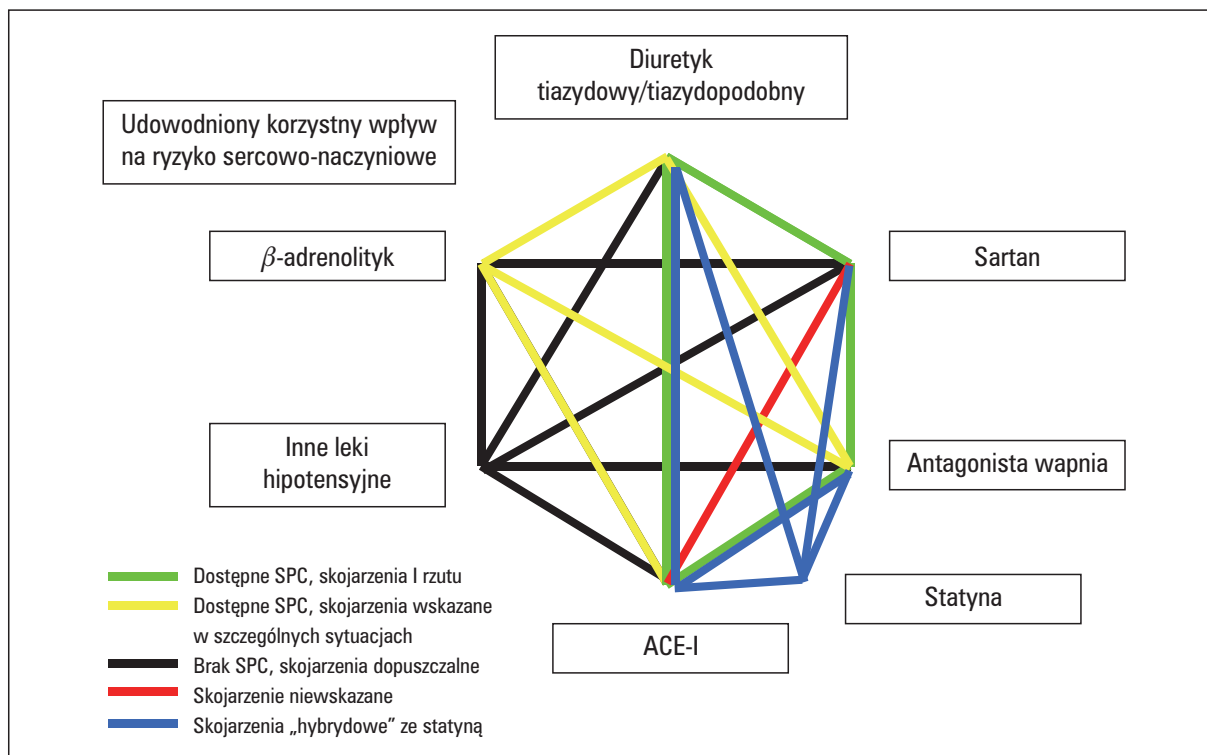 Diuretyk
tiazydowy/tiazydopodobny
Udowodniony korzystny wpływ
na ryzyko sercowo-naczyniowe
β-adrenolityk
Sartan
Inne leki
hipotensyjne
Antagonista wapnia
Statyna
ACE-I
Dostępne SPC, skojarzenia I rzutu
Dostępne SPC, skojarzenia wskazane
w szczególnych sytuacjach
Brak SPC, skojarzenia dopuszczalne
Skojarzenie niewskazane
Skojarzenia „hybrydowe” ze statyną